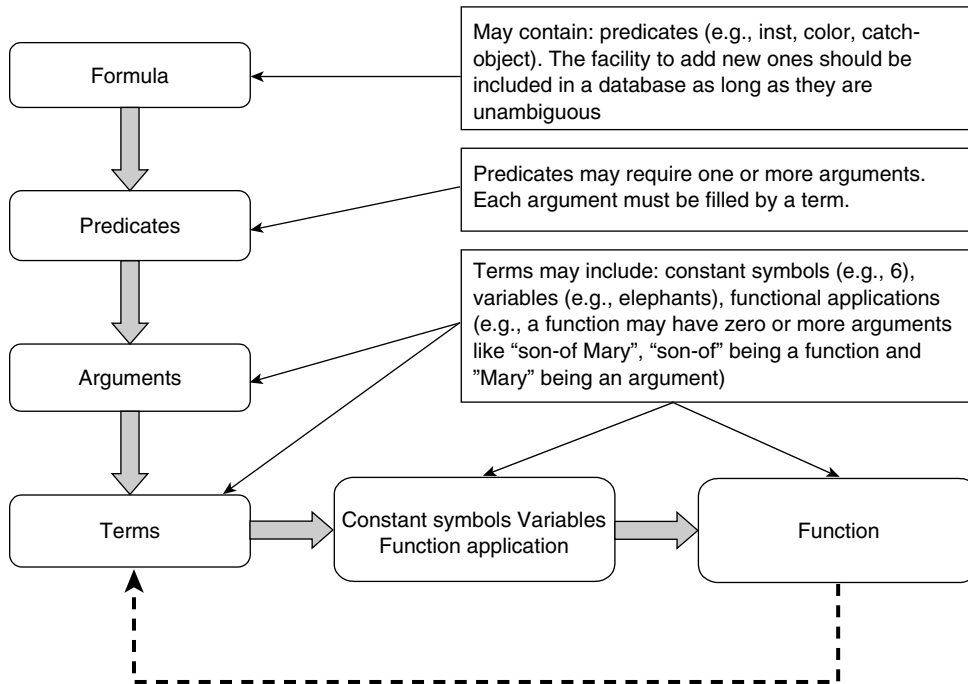 Formula
May contain: predicates (e.g., inst, color, catch-
object). The facility to add new ones should be
included in a database as long as they are
unambiguous
Predicates
Predicates may require one or more arguments.
Each argument must be filled by a term.
Arguments
Terms may include: constant symbols (e.g., 6),
variables (e.g., elephants), functional applications
(e.g., a function may have zero or more arguments
like “son-of Mary”, “son-of” being a function and
”Mary” being an argument)
Terms
Constant symbols Variables
Function application
Function